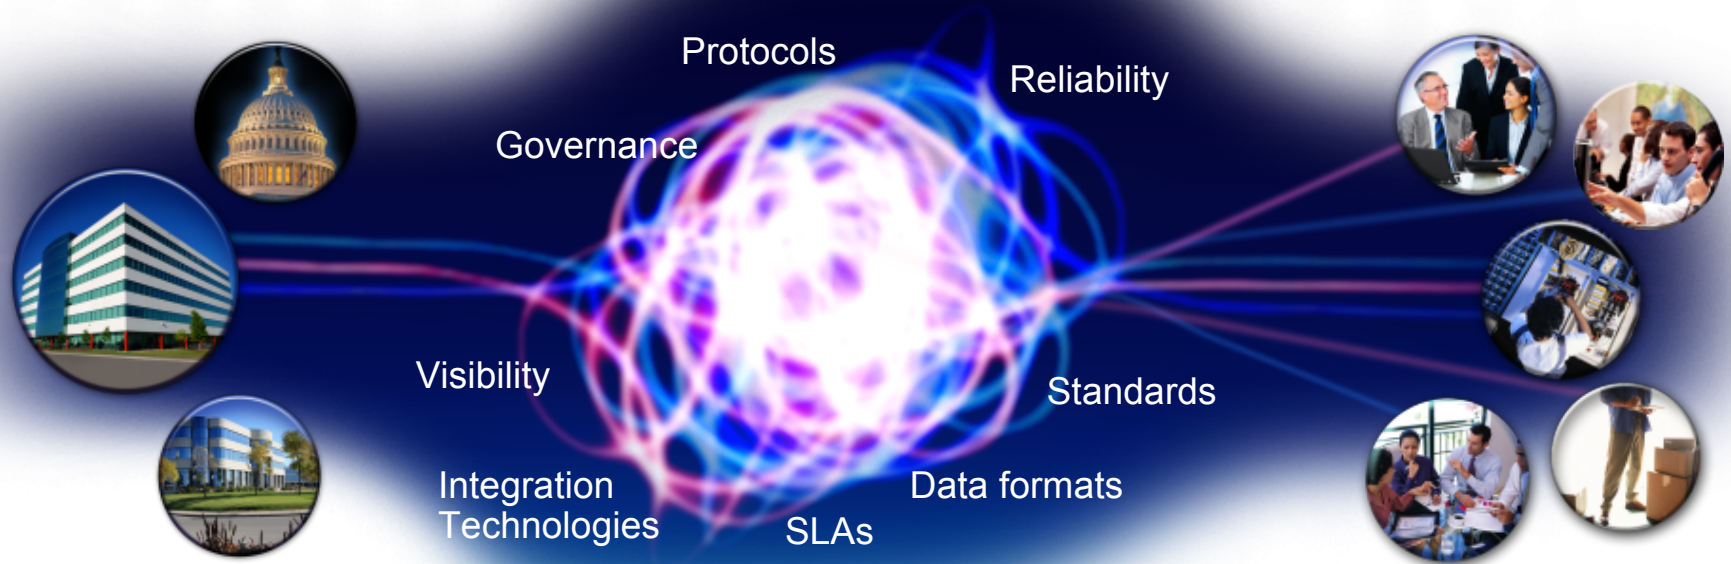 Protocols
Reliability
Governance
Visibility
Standards
Integration
Technologies
Data formats
SLAs